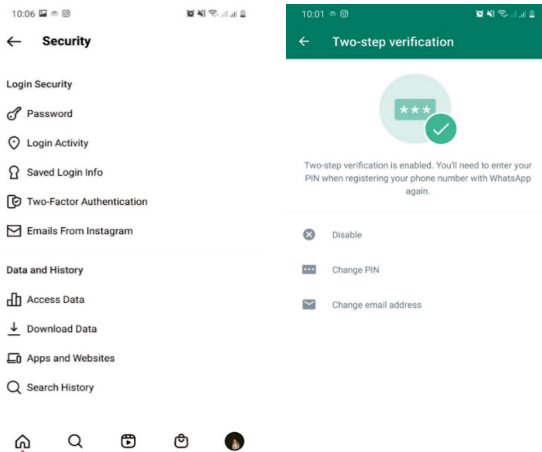 10:06
Security
Login Security
Password
Login Activity
Saved Login Info
Two-Factor Authentication
Emails From Instagram
Data and History
Access Data
Download Data
Apps and Websites
Search History
10:01
Two-step verification
***
Two-step verification is enabled. You'll need to enter your
PIN when registering your phone number with WhatsApp
again.
Disable
Change PIN
Change email address